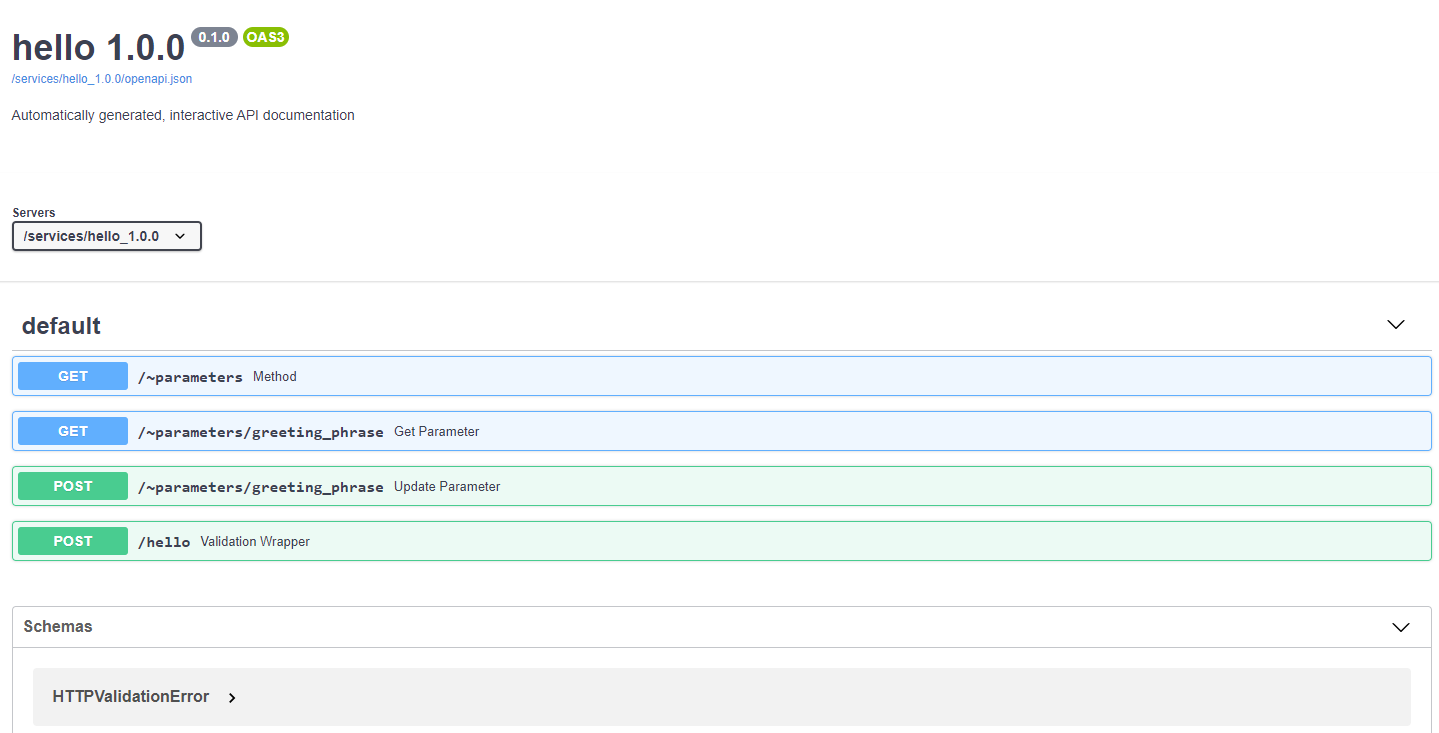 hello 1.0.0 0.1.0 OAS3
/services/hello_1.0.0/openapi.json
Automatically generated, interactive API documentation
Servers
/services/hello_1.0.0
default
GET /~parameters Method
GET /~parameters/greeting_phrase Get Parameter
POST /~parameters/greeting_phrase Update Parameter
POST /hello Validation Wrapper
Schemas
HTTPValidationError